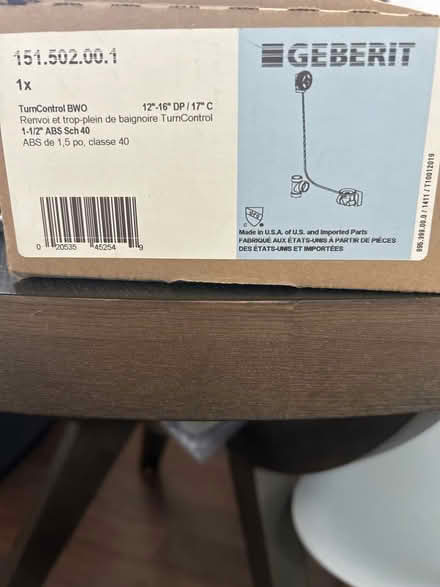 151.502.00.1
GEBERIT
1x
TurnControl BWO 12"-16" DP / 17" C
Renvoi et trop-plein de baignoire TurnControl
1-1/2" ABS Sch 40
ABS de 1,5 po, classe 40
0 20535 45254 9
Made in U.S.A. of U.S. and Imported Parts
FABRIQUÉ AUX ÉTATS-UNIS À PARTIR DE PIÈCES
DES ÉTATS-UNIS ET IMPORTÉES